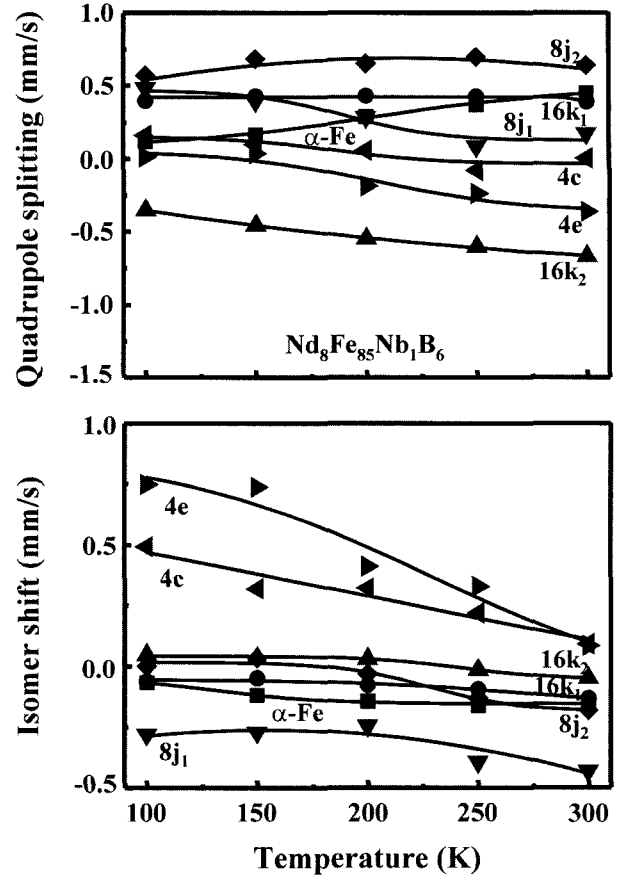 Quadrupole splitting (mm/s)
1.0
0.5
0.0
-0.5
-1.0
-1.5
8j₂
16k₁
8j₁
α-Fe
4c
4e
16k₂
Nd₈Fe₈₅Nb₁B₆
Isomer shift (mm/s)
1.0
0.5
0.0
-0.5
4e
4c
16k₂
16k₁
α-Fe
8j₂
8j₁
100 150 200 250 300
Temperature (K)